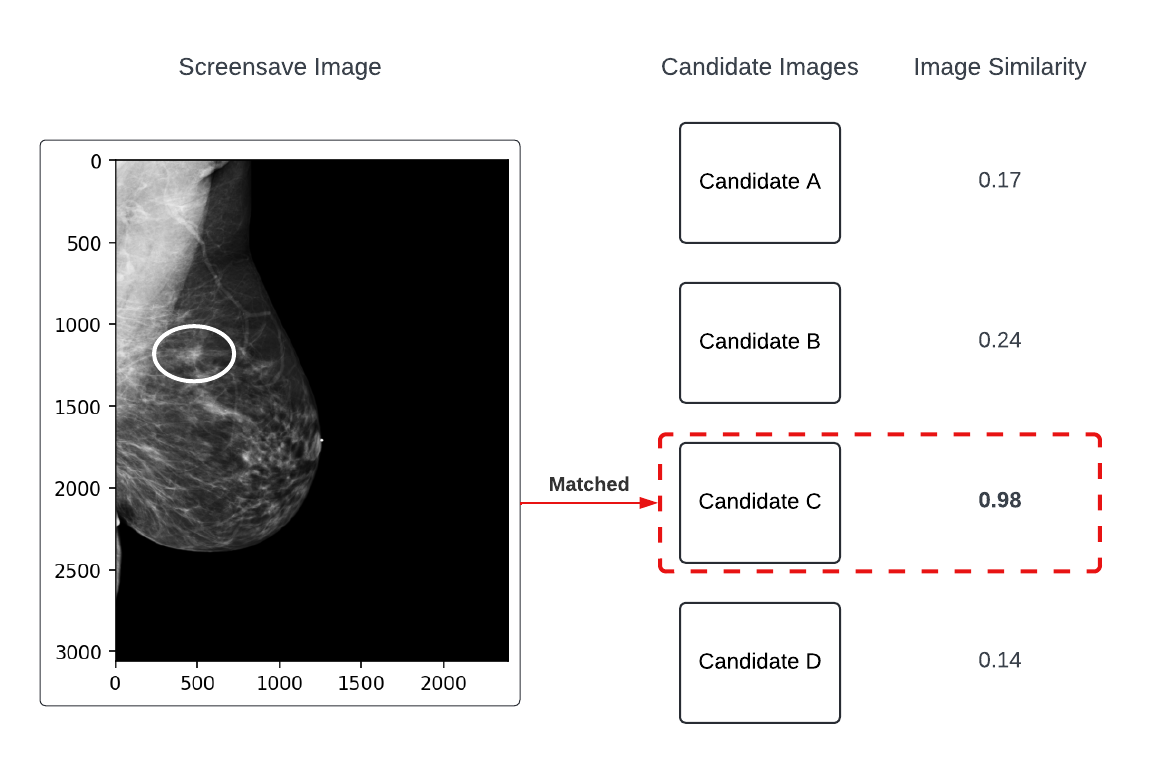 Screensave Image
Candidate Images
Image Similarity
0
500
1000
1500
2000
2500
3000
0
500
1000
1500
2000
Matched
Candidate A
0.17
Candidate B
0.24
Candidate C
0.98
Candidate D
0.14